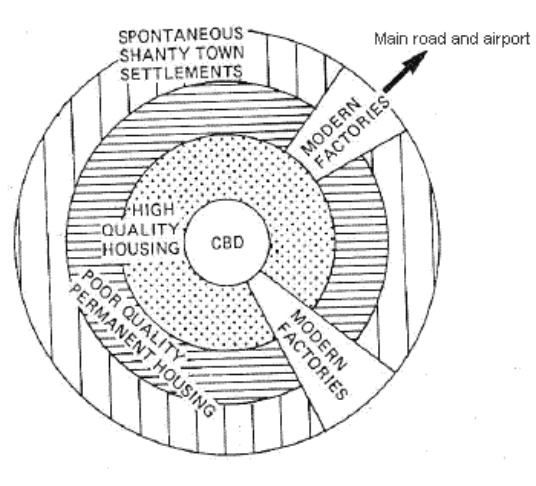 SPONTANEOUS
SHANTY TOWN
SETTLEMENTS
Main road and airport
MODERN
FACTORIES
HIGH
QUALITY
HOUSING
CBD
POOR QUALITY
PERMANENT HOUSING
MODERN
FACTORIES